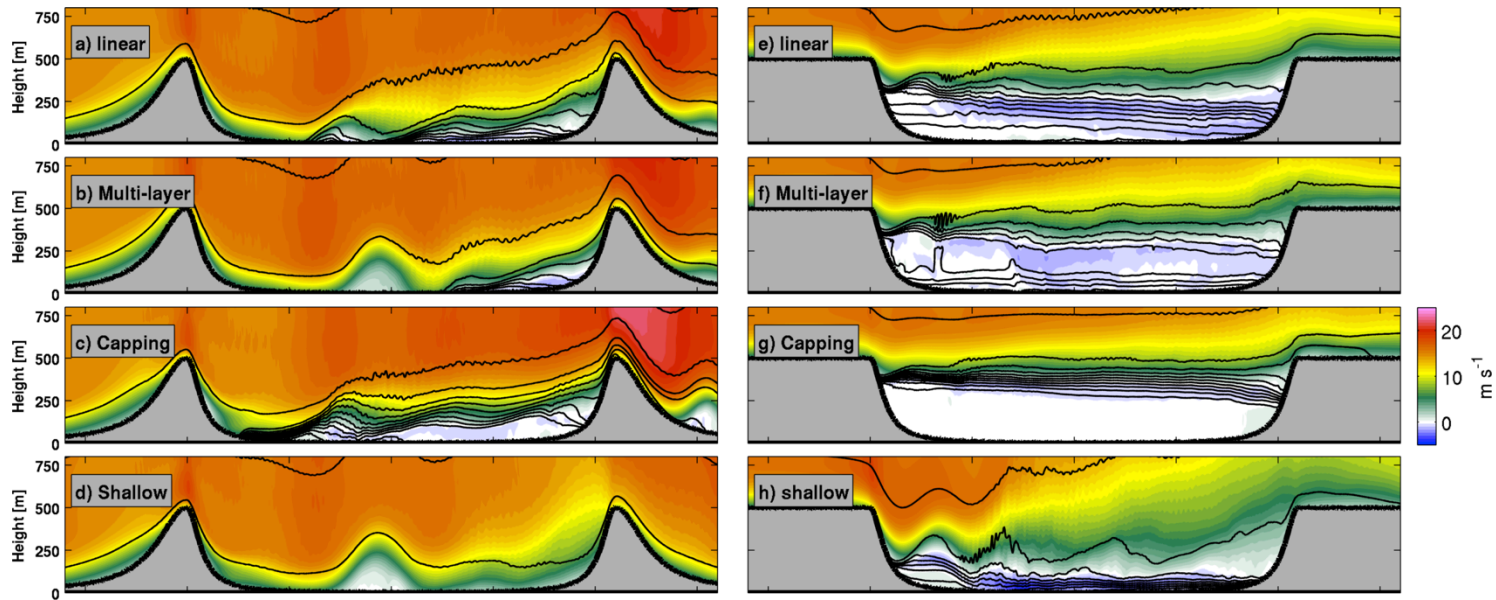 Height [m]
750
500
250
0
a) linear
e) linear
Height [m]
750
500
250
0
b) Multi-layer
f) Multi-layer
Height [m]
750
500
250
0
c) Capping
g) Capping
20
10
0
m s⁻¹
Height [m]
750
500
250
0
d) Shallow
h) shallow